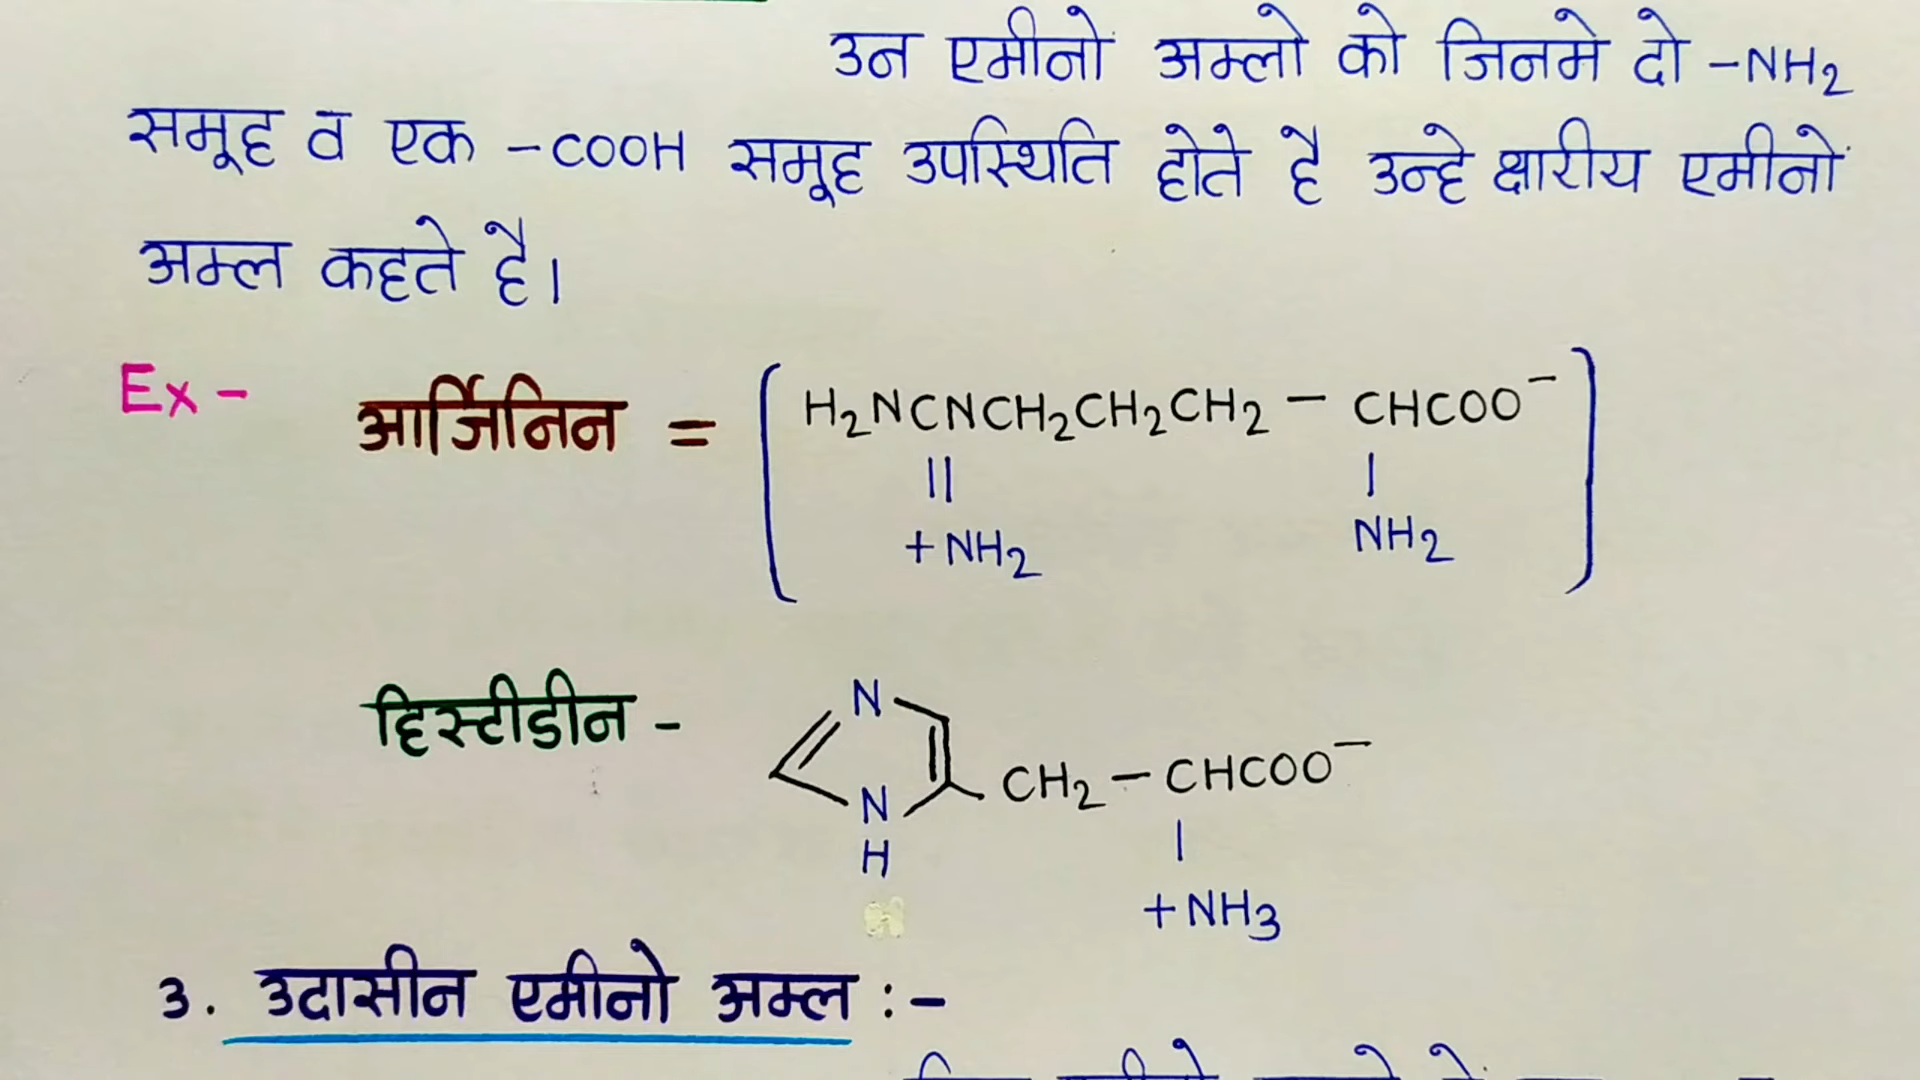 उन एमीनों अम्लो को जिनमे दो -NH2
समूह व एक -COOH समूह उपस्थिति होते है उन्हे क्षारीय एमीनों
अम्ल कहते है।
Ex- आर्जिनिन = [H2NCNCH2CH2CH2 - CHCOO⁻]
|| |
+NH2 NH2
हिस्टीडीन - N
CH2 - CHCOO⁻
N |
H
+NH3
3. उदासीन एमीनो अम्ल :-